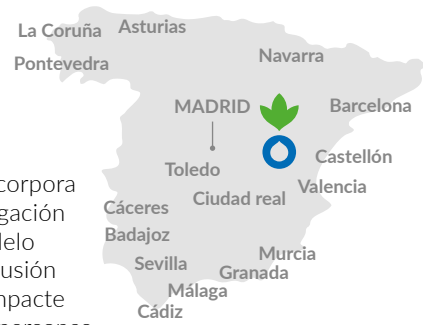 La Coruña
Asturias
Pontevedra
Navarra
MADRID
Barcelona
Castellón
Toledo
Valencia
Ciudad real
Cáceres
Badajoz
Sevilla
Murcia
Granada
Málaga
Cádiz
corpora
gación
delo
usión
mpacte